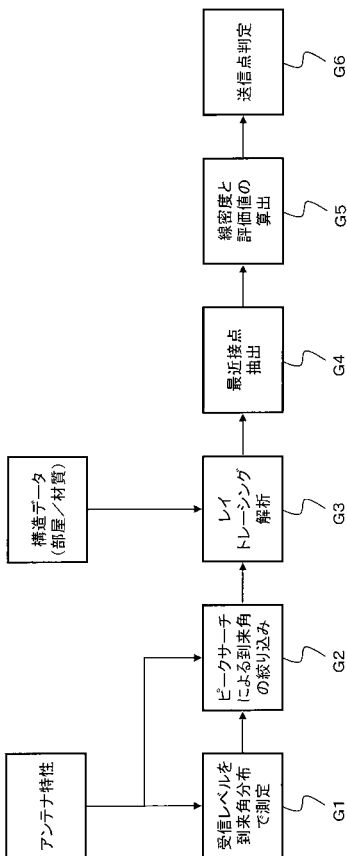 アンテナ特性
構造データ
(部屋/材質)
受信レベルを
到来角分布
で測定
G1
ピークサーチ
による到来角
の絞り込み
G2
レイ
トレーシング
解析
G3
最近接点
抽出
G4
線密度と
評価値の
算出
G5
送信点判定
G6